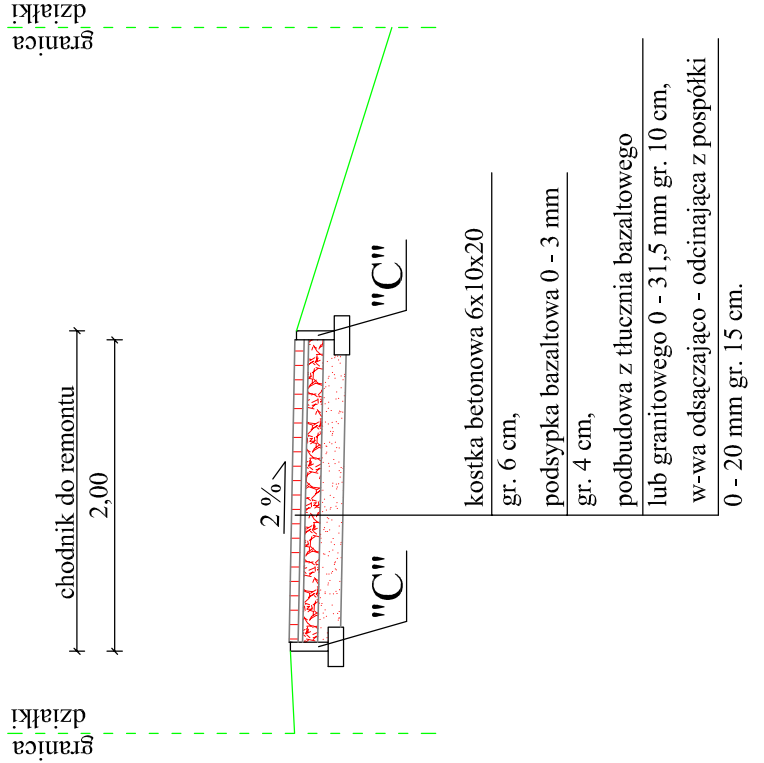 granica
działki
granica
działki
chodnik do remontu
2,00
2 %
"C"
"C"
kostka betonowa 6x10x20
gr. 6 cm,
podsypka bazaltowa 0 - 3 mm
gr. 4 cm,
podbudowa z tłucznia bazaltowego
lub granitowego 0 - 31,5 mm gr. 10 cm,
w-wa odsączająco - odcinająca z pospółki
0 - 20 mm gr. 15 cm.